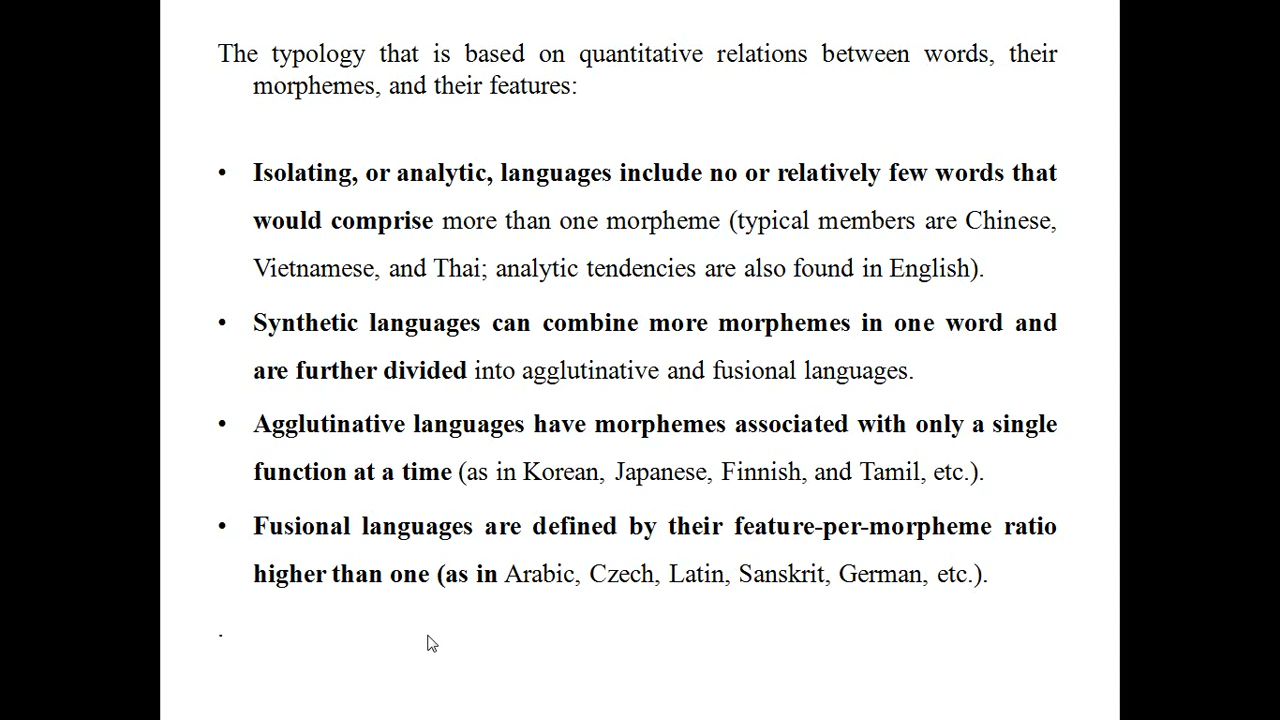 The typology that is based on quantitative relations between words, their
morphemes, and their features:
• Isolating, or analytic, languages include no or relatively few words that
would comprise more than one morpheme (typical members are Chinese,
Vietnamese, and Thai; analytic tendencies are also found in English).
• Synthetic languages can combine more morphemes in one word and
are further divided into agglutinative and fusional languages.
• Agglutinative languages have morphemes associated with only a single
function at a time (as in Korean, Japanese, Finnish, and Tamil, etc.).
• Fusional languages are defined by their feature-per-morpheme ratio
higher than one (as in Arabic, Czech, Latin, Sanskrit, German, etc.).
.